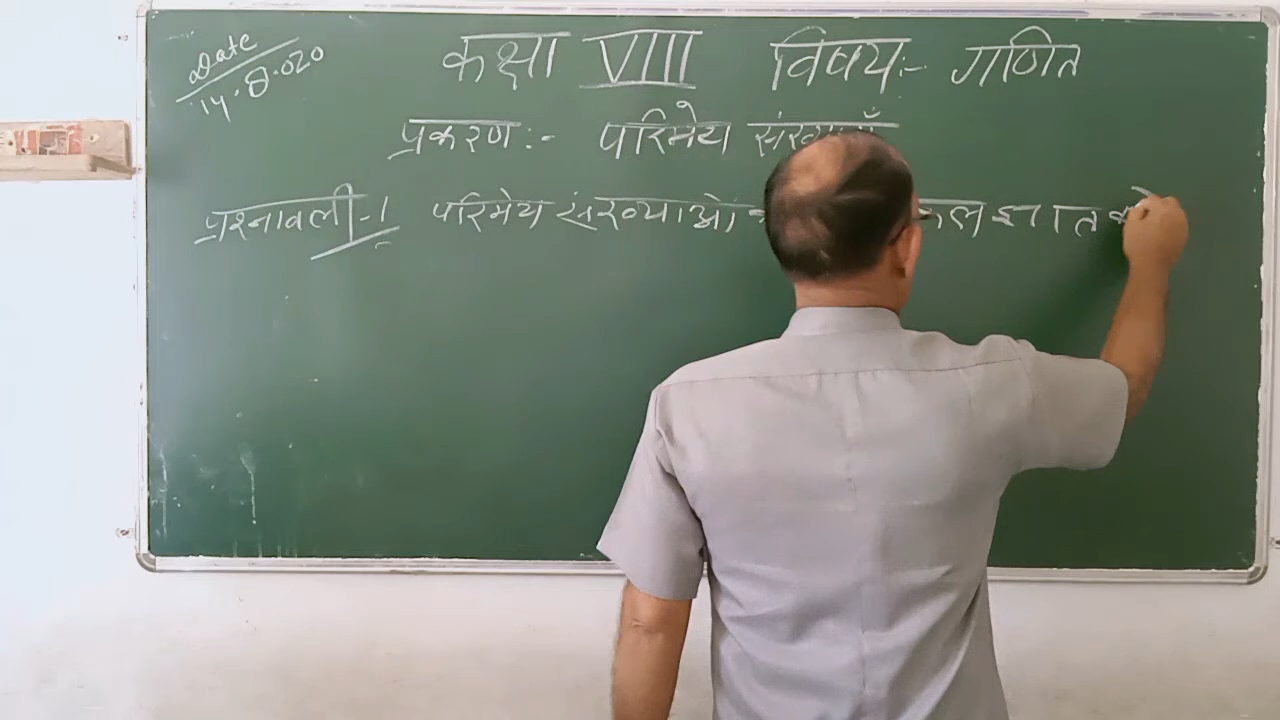 Date
14.8.020
कक्षा VIII विषय:- गणित
प्रकरण:- परिमेय संख्याएँ
प्रश्नावली-1 परिमेय संख्याओं ज्ञात